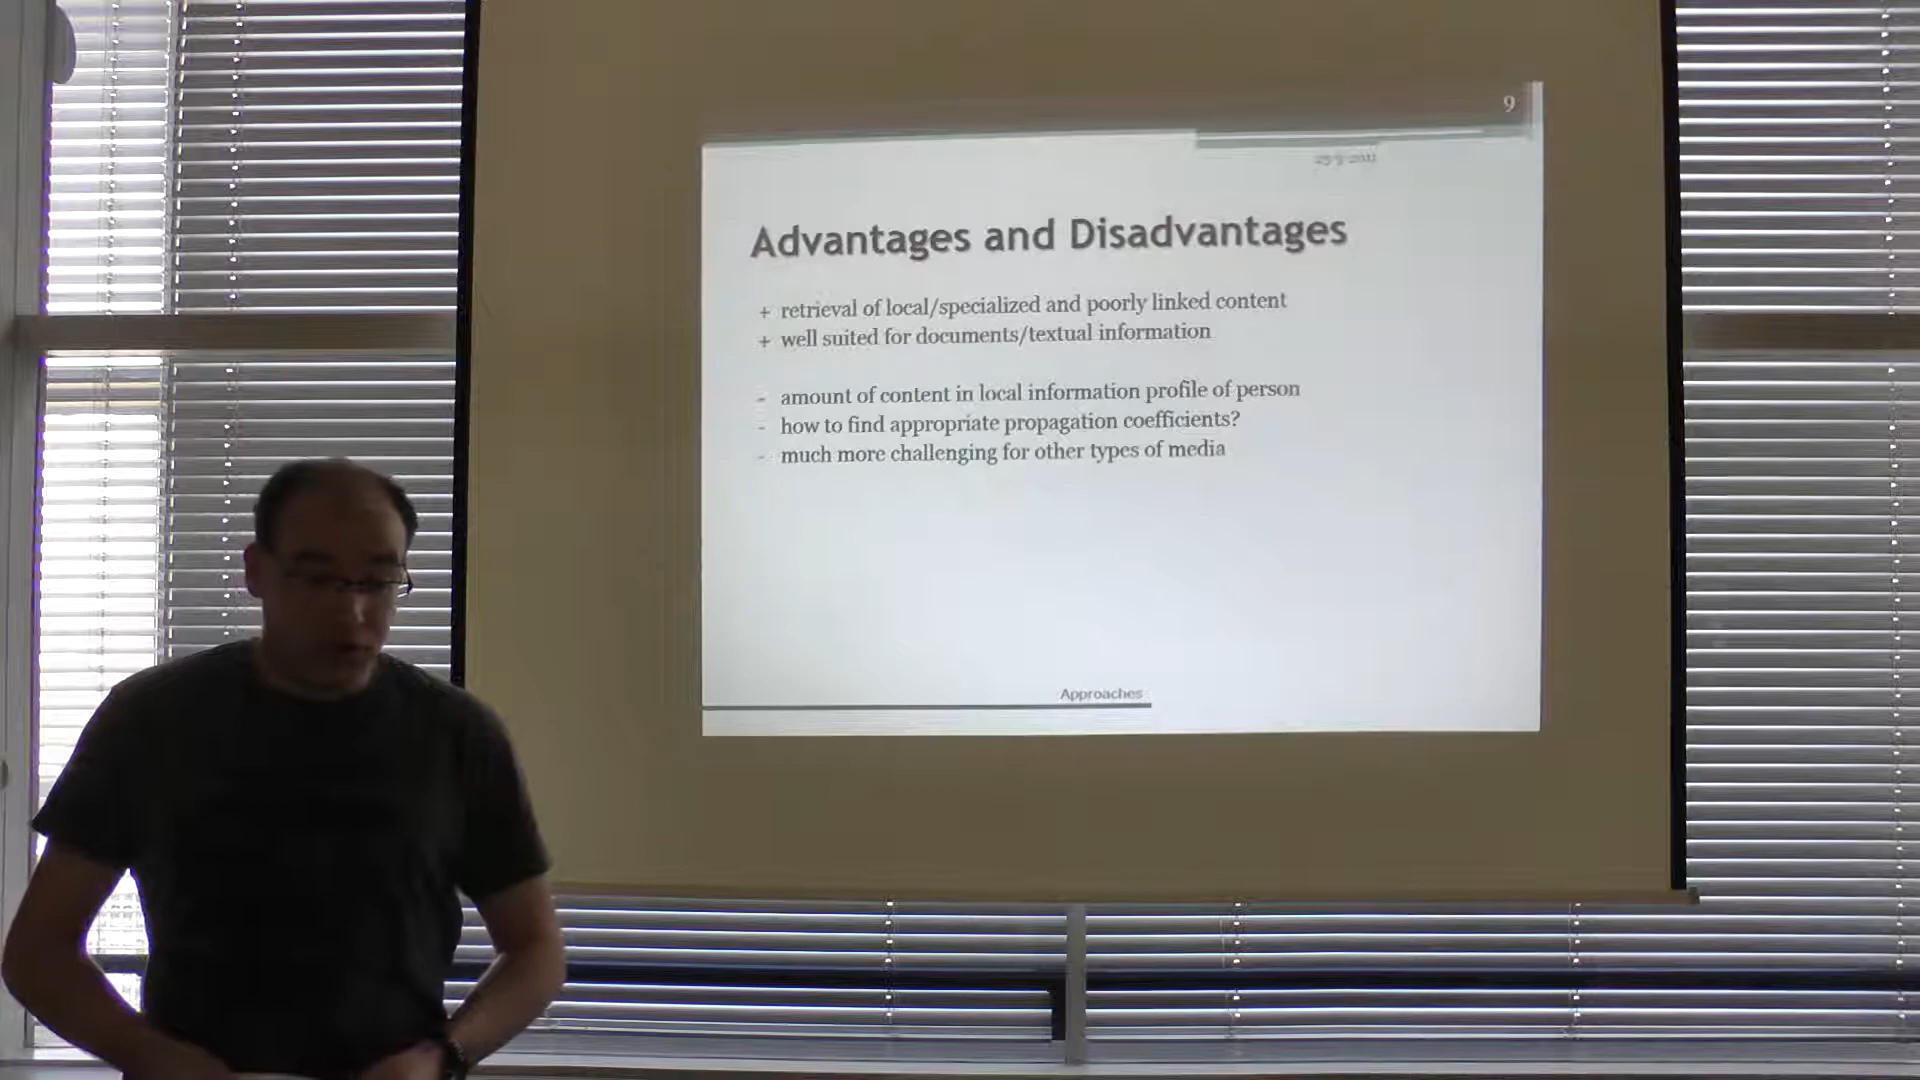 9
Advantages and Disadvantages
+ retrieval of local/specialized and poorly linked content
+ well suited for documents/textual information
- amount of content in local information profile of person
- how to find appropriate propagation coefficients?
- much more challenging for other types of media
Approaches